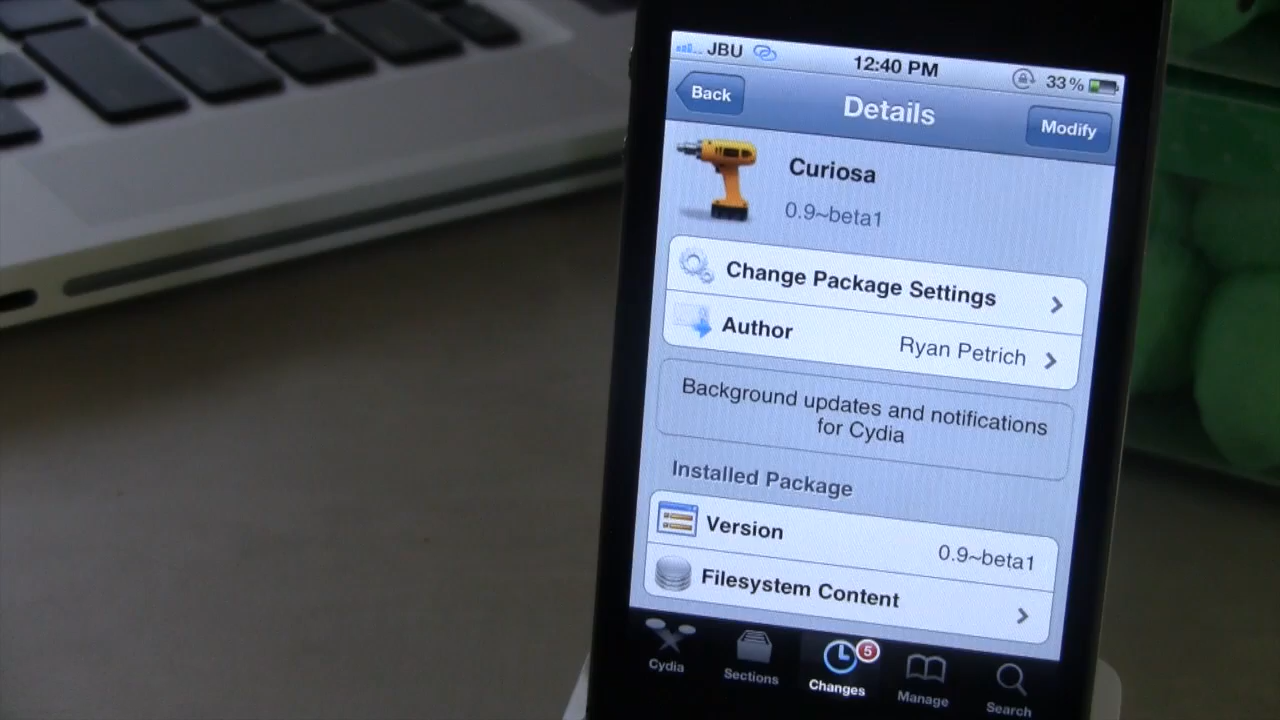 JBU 12:40 PM 33%
Back Details Modify
Curiosa
0.9~beta1
Change Package Settings
Author Ryan Petrich
Background updates and notifications
for Cydia
Installed Package
Version 0.9~beta1
Filesystem Content
5
Cydia Sections Changes Manage Search